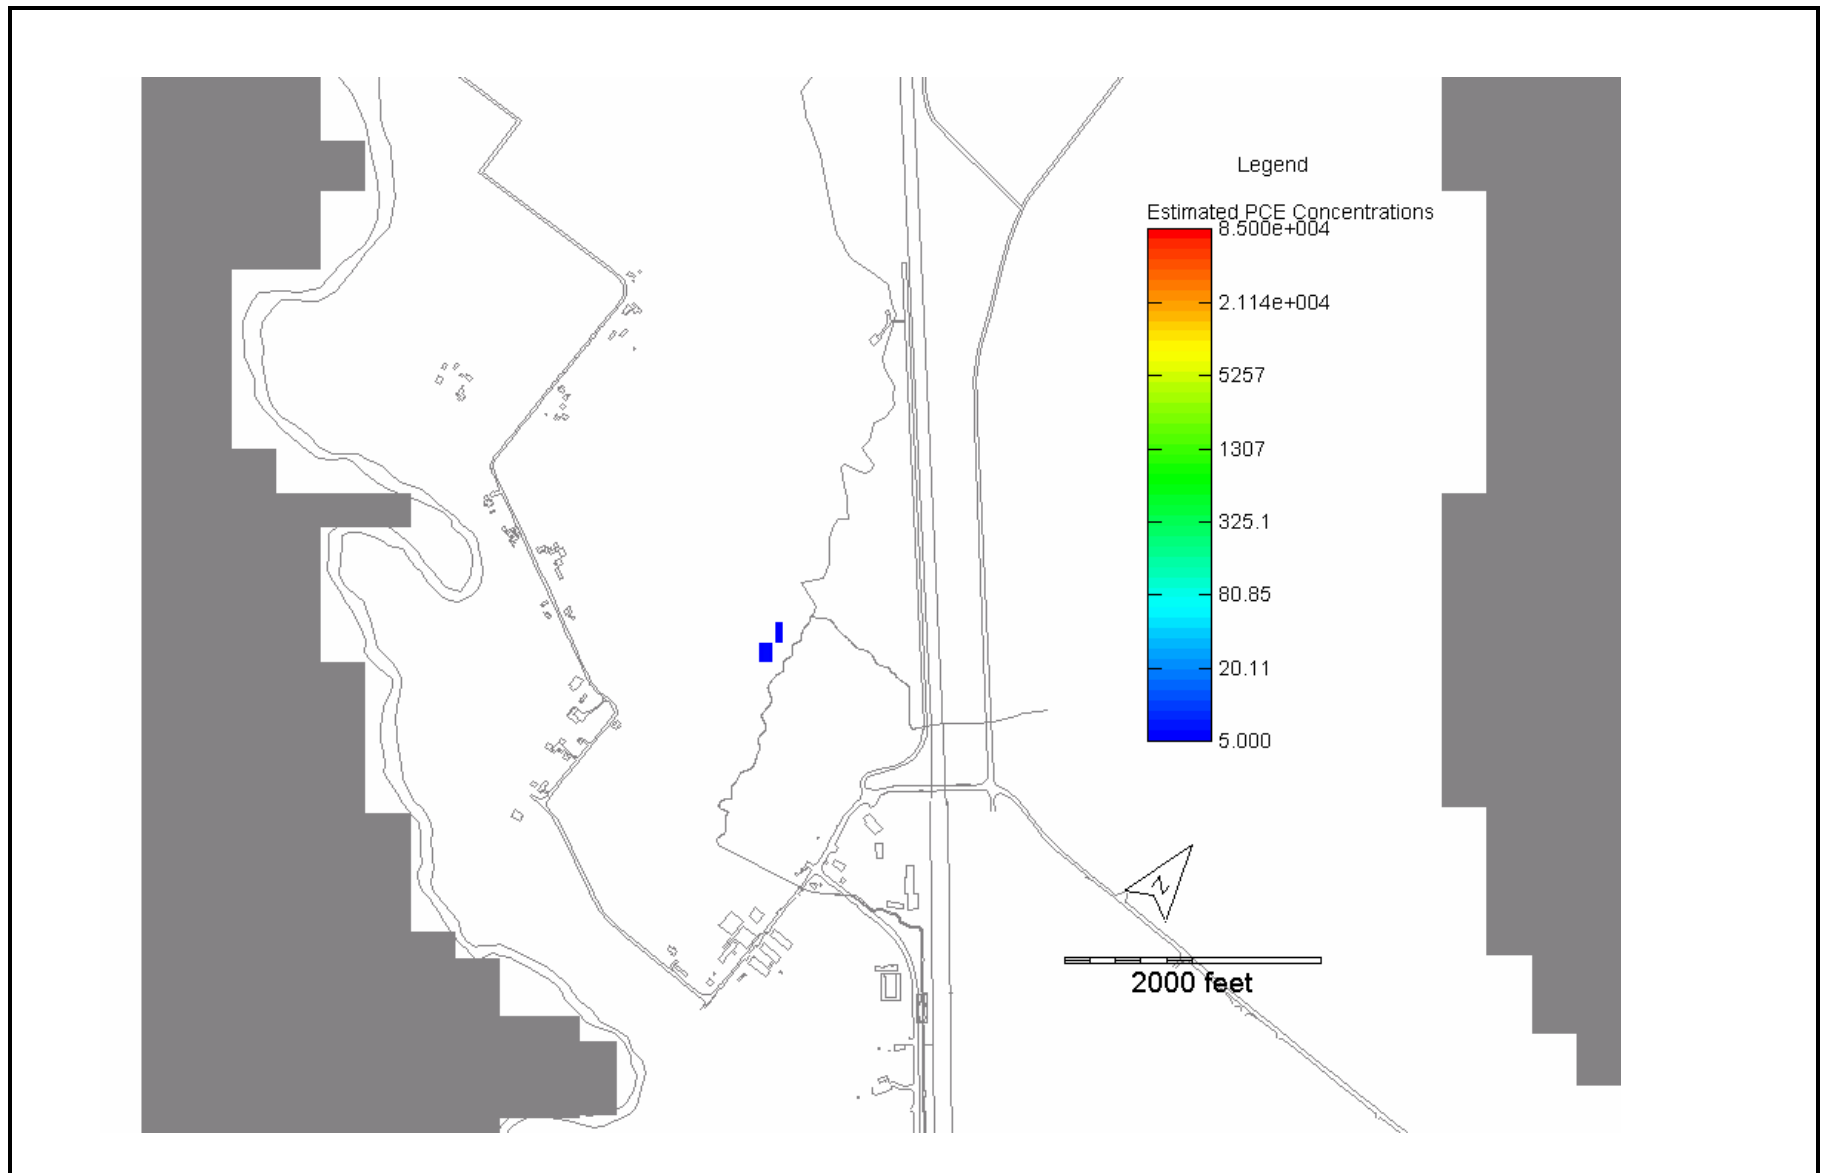 Legend
Estimated PCE Concentrations
8.500e+004
2.114e+004
5257
1307
325.1
80.85
20.11
5.000
N
2000 feet